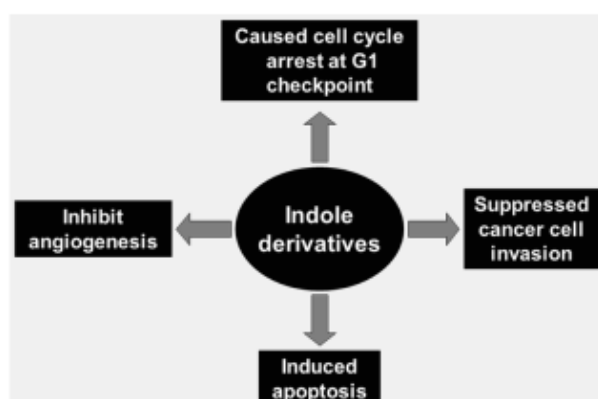 Caused cell cycle
arrest at G1
checkpoint
Inhibit
angiogenesis
Indole
derivatives
Suppressed
cancer cell
invasion
Induced
apoptosis